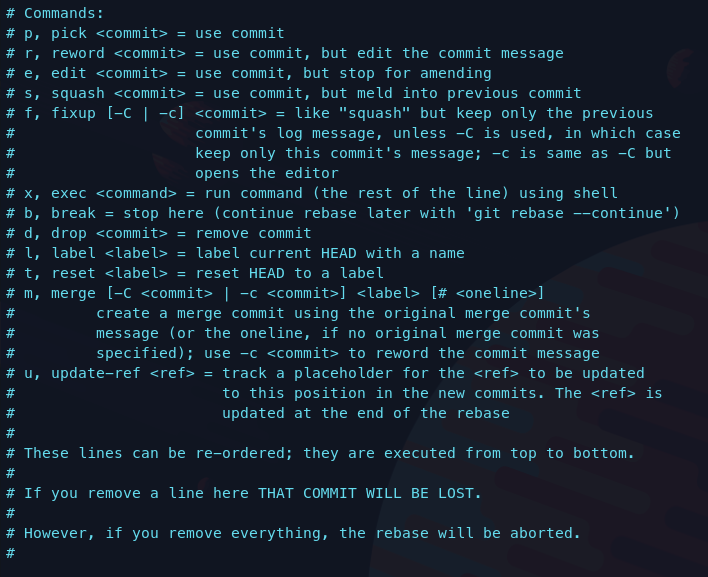 # Commands:
# p, pick <commit> = use commit
# r, reword <commit> = use commit, but edit the commit message
# e, edit <commit> = use commit, but stop for amending
# s, squash <commit> = use commit, but meld into previous commit
# f, fixup [-C | -c] <commit> = like "squash" but keep only the previous
#                    commit's log message, unless -C is used, in which case
#                    keep only this commit's message; -c is same as -C but
#                    opens the editor
# x, exec <command> = run command (the rest of the line) using shell
# b, break = stop here (continue rebase later with 'git rebase --continue')
# d, drop <commit> = remove commit
# l, label <label> = label current HEAD with a name
# t, reset <label> = reset HEAD to a label
# m, merge [-C <commit> | -c <commit>] <label> [# <oneline>]
#         create a merge commit using the original merge commit's
#         message (or the oneline, if no original merge commit was
#         specified); use -c <commit> to reword the commit message
# u, update-ref <ref> = track a placeholder for the <ref> to be updated
#                       to this position in the new commits. The <ref> is
#                       updated at the end of the rebase
#
# These lines can be re-ordered; they are executed from top to bottom.
#
# If you remove a line here THAT COMMIT WILL BE LOST.
#
# However, if you remove everything, the rebase will be aborted.
#